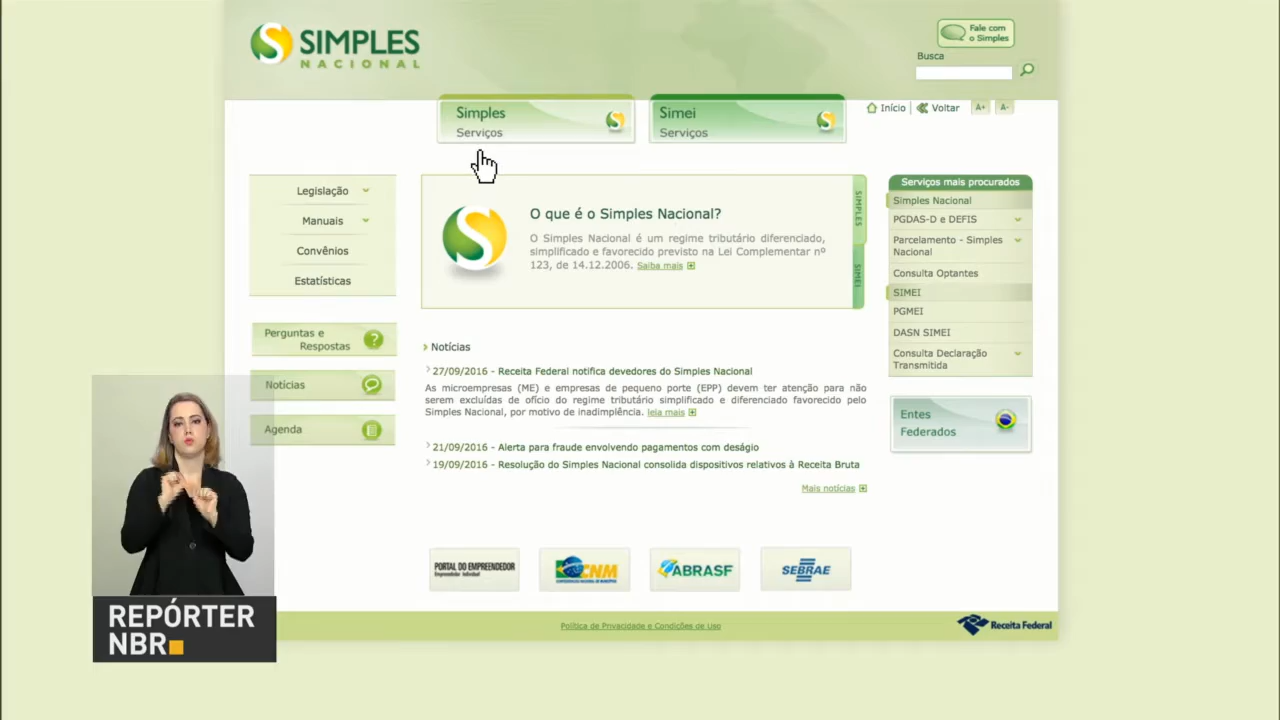 SIMPLES
NACIONAL
Fale com
o Simples
Busca
Simples
Serviços
Simei
Serviços
Início
Voltar
A+
A-
Legislação
Manuais
Convênios
Estatísticas
O que é o Simples Nacional?
O Simples Nacional é um regime tributário diferenciado,
simplificado e favorecido previsto na Lei Complementar nº
123, de 14.12.2006. Saiba mais
SIMPLES
SIMEI
Serviços mais procurados
Simples Nacional
PGDAS-D e DEFIS
Parcelamento - Simples
Nacional
Consulta Optantes
SIMEI
PGMEI
DASN SIMEI
Consulta Declaração
Transmitida
Perguntas e
Respostas
?
Notícias
Agenda
Notícias
27/09/2016 - Receita Federal notifica devedores do Simples Nacional
As microempresas (ME) e empresas de pequeno porte (EPP) devem ter atenção para não
serem excluídas de ofício do regime tributário simplificado e diferenciado favorecido pelo
Simples Nacional, por motivo de inadimplência. leia mais
21/09/2016 - Alerta para fraude envolvendo pagamentos com deságio
19/09/2016 - Resolução do Simples Nacional consolida dispositivos relativos à Receita Bruta
Mais notícias
Entes
Federados
PORTAL DO EMPREENDEDOR
Empreendedor Individual
CNM
CONFEDERAÇÃO NACIONAL DE MUNICÍPIOS
ABRASF
SEBRAE
Política de Privacidade e Condições de Uso
Receita Federal
REPÓRTER
NBR